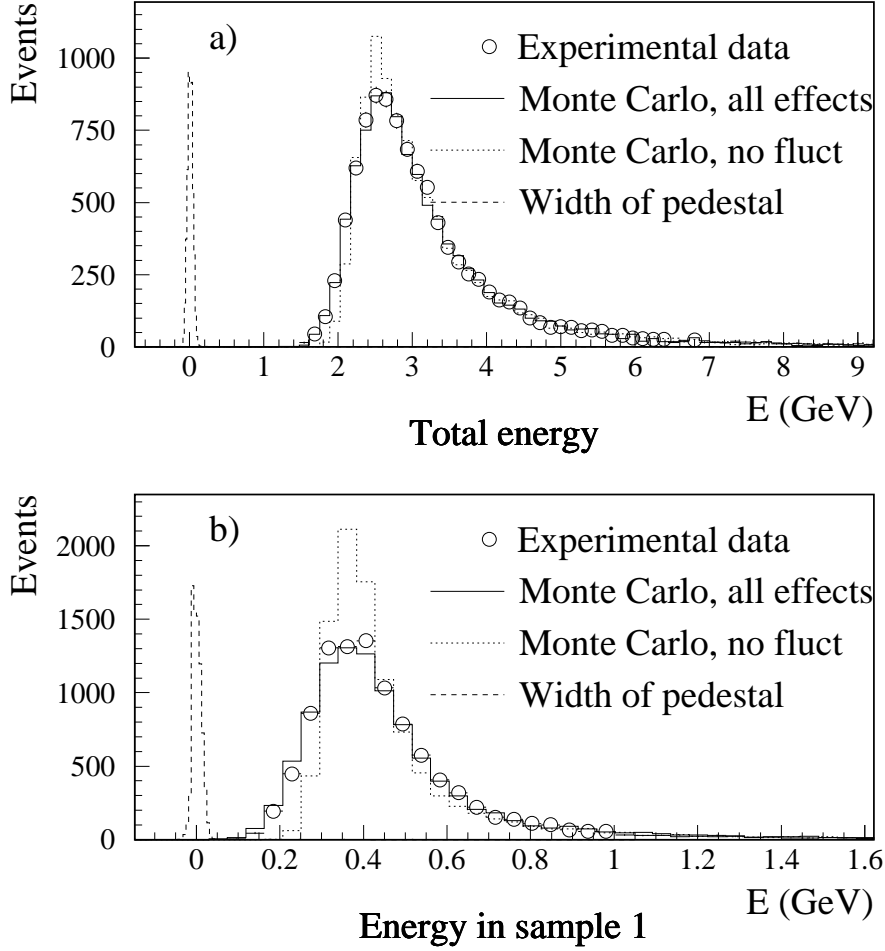 a)
Events
1000
750
500
250
0
Experimental data
Monte Carlo, all effects
Monte Carlo, no fluct
Width of pedestal
0 1 2 3 4 5 6 7 8 9
E (GeV)
Total energy
b)
Events
2000
1500
1000
500
0
Experimental data
Monte Carlo, all effects
Monte Carlo, no fluct
Width of pedestal
0 0.2 0.4 0.6 0.8 1 1.2 1.4 1.6
E (GeV)
Energy in sample 1